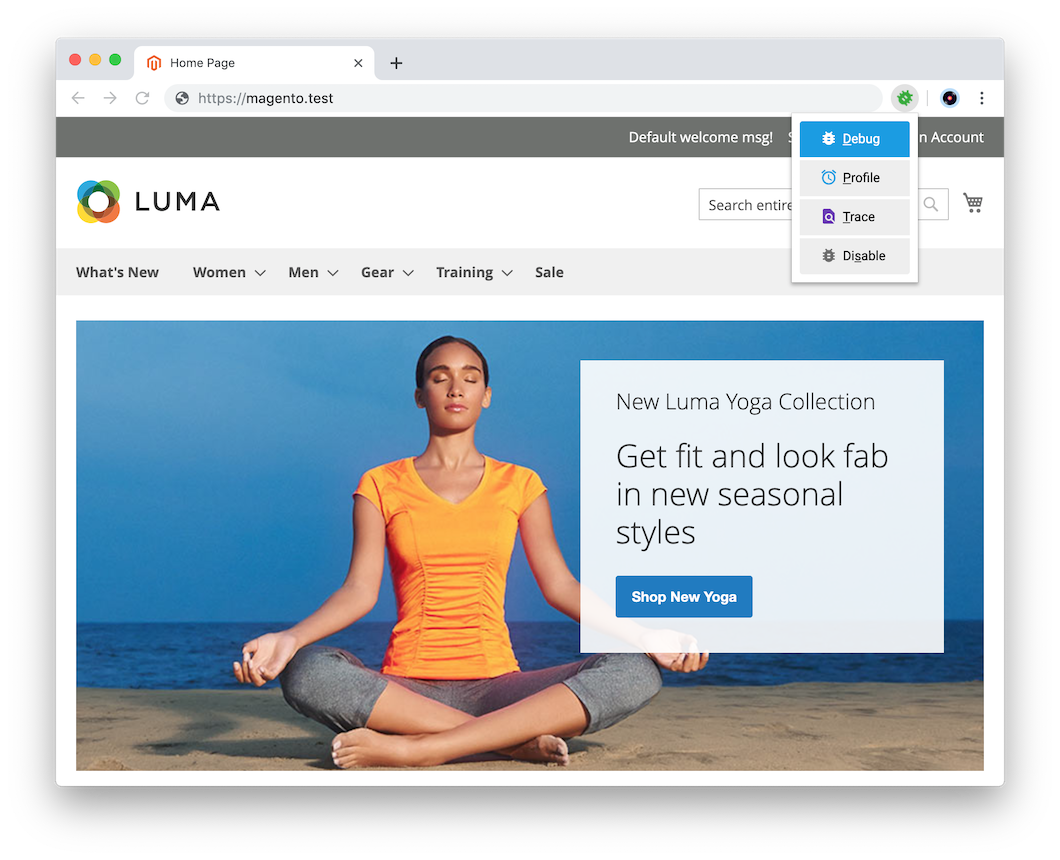 Home Page
https://magento.test
Default welcome msg!
n Account
Debug
Profile
Trace
Disable
LUMA
Search entire
What's New Women Men Gear Training Sale
New Luma Yoga Collection
Get fit and look fab
in new seasonal
styles
Shop New Yoga